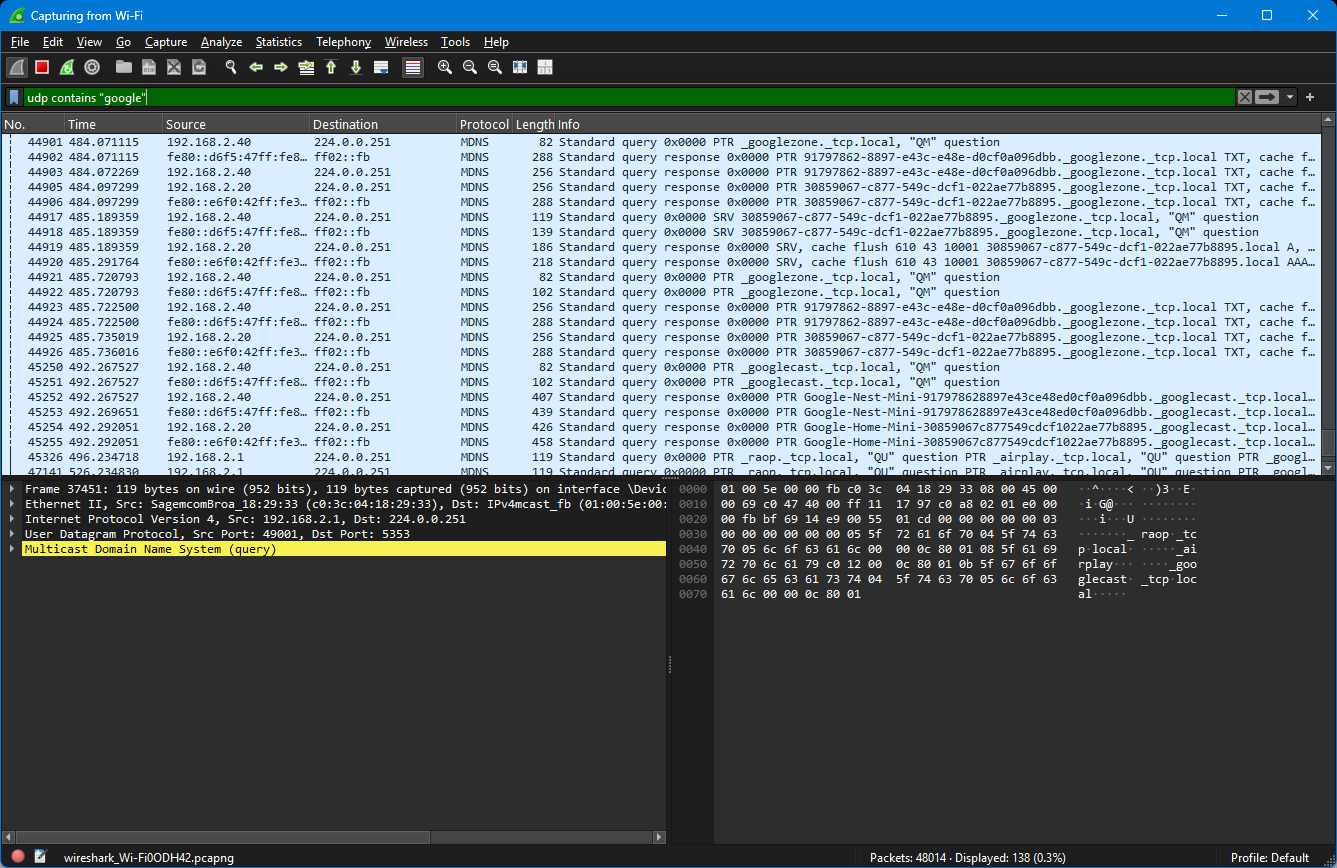 Capturing from Wi-Fi
File Edit View Go Capture Analyze Statistics Telephony Wireless Tools Help
udp contains "google"
No. Time Source Destination Protocol Length Info
44901 484.071115 192.168.2.40 224.0.0.251 MDNS 82 Standard query 0x0000 PTR _googlezone._tcp.local, "QM" question
44902 484.071115 fe80::d6f5:47ff:fe8… ff02::fb MDNS 288 Standard query response 0x0000 PTR 91797862-8897-e43c-e48e-d0cf0a096dbb._googlezone._tcp.local TXT, cache f…
44903 484.072269 192.168.2.40 224.0.0.251 MDNS 256 Standard query response 0x0000 PTR 91797862-8897-e43c-e48e-d0cf0a096dbb._googlezone._tcp.local TXT, cache f…
44905 484.097299 192.168.2.20 224.0.0.251 MDNS 256 Standard query response 0x0000 PTR 30859067-c877-549c-dcf1-022ae77b8895._googlezone._tcp.local TXT, cache f…
44906 484.097299 fe80::e6f0:42ff:fe3… ff02::fb MDNS 288 Standard query response 0x0000 PTR 30859067-c877-549c-dcf1-022ae77b8895._googlezone._tcp.local TXT, cache f…
44917 485.189359 192.168.2.40 224.0.0.251 MDNS 119 Standard query 0x0000 SRV 30859067-c877-549c-dcf1-022ae77b8895._googlezone._tcp.local, "QM" question
44918 485.189359 fe80::d6f5:47ff:fe8… ff02::fb MDNS 139 Standard query 0x0000 SRV 30859067-c877-549c-dcf1-022ae77b8895._googlezone._tcp.local, "QM" question
44919 485.189359 192.168.2.20 224.0.0.251 MDNS 186 Standard query response 0x0000 SRV, cache flush 610 43 10001 30859067-c877-549c-dcf1-022ae77b8895.local A, …
44920 485.291764 fe80::e6f0:42ff:fe3… ff02::fb MDNS 218 Standard query response 0x0000 SRV, cache flush 610 43 10001 30859067-c877-549c-dcf1-022ae77b8895.local AAA…
44921 485.720793 192.168.2.40 224.0.0.251 MDNS 82 Standard query 0x0000 PTR _googlezone._tcp.local, "QM" question
44922 485.720793 fe80::d6f5:47ff:fe8… ff02::fb MDNS 102 Standard query 0x0000 PTR _googlezone._tcp.local, "QM" question
44923 485.722500 192.168.2.40 224.0.0.251 MDNS 256 Standard query response 0x0000 PTR 91797862-8897-e43c-e48e-d0cf0a096dbb._googlezone._tcp.local TXT, cache f…
44924 485.722500 fe80::d6f5:47ff:fe8… ff02::fb MDNS 288 Standard query response 0x0000 PTR 91797862-8897-e43c-e48e-d0cf0a096dbb._googlezone._tcp.local TXT, cache f…
44925 485.735019 192.168.2.20 224.0.0.251 MDNS 256 Standard query response 0x0000 PTR 30859067-c877-549c-dcf1-022ae77b8895._googlezone._tcp.local TXT, cache f…
44926 485.736016 fe80::e6f0:42ff:fe3… ff02::fb MDNS 288 Standard query response 0x0000 PTR 30859067-c877-549c-dcf1-022ae77b8895._googlezone._tcp.local TXT, cache f…
45250 492.267527 192.168.2.40 224.0.0.251 MDNS 82 Standard query 0x0000 PTR _googlecast._tcp.local, "QM" question
45251 492.267527 fe80::d6f5:47ff:fe8… ff02::fb MDNS 102 Standard query 0x0000 PTR _googlecast._tcp.local, "QM" question
45252 492.267527 192.168.2.40 224.0.0.251 MDNS 407 Standard query response 0x0000 PTR Google-Nest-Mini-917978628897e43ce48ed0cf0a096dbb._googlecast._tcp.local…
45253 492.269651 fe80::d6f5:47ff:fe8… ff02::fb MDNS 439 Standard query response 0x0000 PTR Google-Nest-Mini-917978628897e43ce48ed0cf0a096dbb._googlecast._tcp.local…
45254 492.292051 192.168.2.20 224.0.0.251 MDNS 426 Standard query response 0x0000 PTR Google-Home-Mini-30859067c877549cdcf1022ae77b8895._googlecast._tcp.local…
45255 492.292051 fe80::e6f0:42ff:fe3… ff02::fb MDNS 458 Standard query response 0x0000 PTR Google-Home-Mini-30859067c877549cdcf1022ae77b8895._googlecast._tcp.local…
45326 496.234718 192.168.2.1 224.0.0.251 MDNS 119 Standard query 0x0000 PTR _raop._tcp.local, "QU" question PTR _airplay._tcp.local, "QU" question PTR _googl…
47141 526.234830 192.168.2.1 224.0.0.251 MDNS 119 Standard query 0x0000 PTR _raop._tcp.local, "QU" question PTR _airplay._tcp.local, "QU" question PTR _googl…
Frame 37451: 119 bytes on wire (952 bits), 119 bytes captured (952 bits) on interface \Devic
Ethernet II, Src: SagemcomBroa_18:29:33 (c0:3c:04:18:29:33), Dst: IPv4mcast_fb (01:00:5e:00:
Internet Protocol Version 4, Src: 192.168.2.1, Dst: 224.0.0.251
User Datagram Protocol, Src Port: 49001, Dst Port: 5353
Multicast Domain Name System (query)
0000 01 00 5e 00 00 fb c0 3c 04 18 29 33 08 00 45 00 ··^····< ··)3··E·
0010 00 69 c0 47 40 00 ff 11 17 97 c0 a8 02 01 e0 00 ·i·G@··· ········
0020 00 fb bf 69 14 e9 00 55 01 cd 00 00 00 00 00 03 ···i···U ········
0030 00 00 00 00 00 00 05 5f 72 61 6f 70 04 5f 74 63 ·······_ raop·_tc
0040 70 05 6c 6f 63 61 6c 00 00 0c 80 01 08 5f 61 69 p·local· ·····_ai
0050 72 70 6c 61 79 c0 12 00 0c 80 01 0b 5f 67 6f 6f rplay··· ····_goo
0060 67 6c 65 63 61 73 74 04 5f 74 63 70 05 6c 6f 63 glecast· _tcp·loc
0070 61 6c 00 00 0c 80 01 al·····
wireshark_Wi-Fi0ODH42.pcapng
Packets: 48014 · Displayed: 138 (0.3%)
Profile: Default